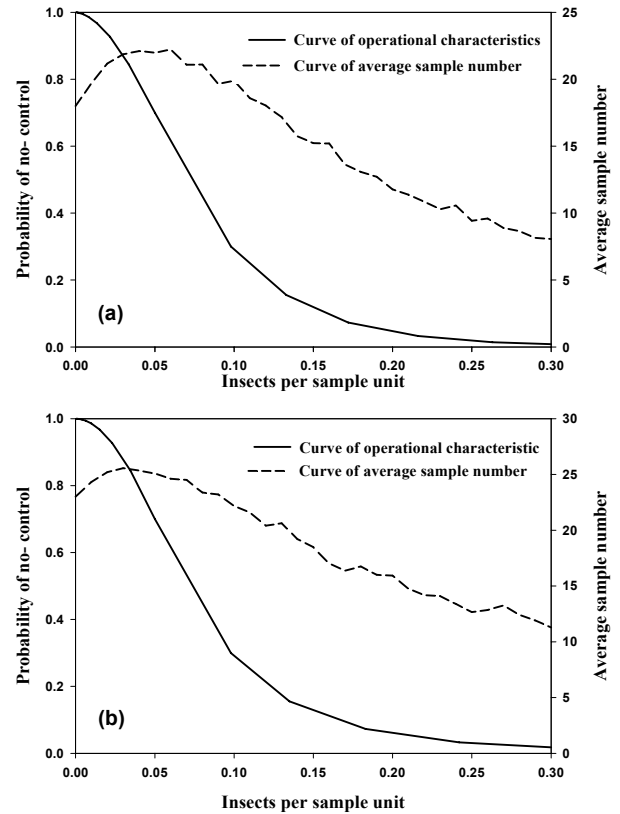 1.0
0.8
0.6
0.4
0.2
0.0
Probability of no- control
25
20
15
10
5
0
Average sample number
Curve of operational characteristics
Curve of average sample number
(a)
0.00 0.05 0.10 0.15 0.20 0.25 0.30
Insects per sample unit
1.0
0.8
0.6
0.4
0.2
0.0
Probability of no- control
30
25
20
15
10
5
0
Average sample number
Curve of operational characteristic
Curve of average sample number
(b)
0.00 0.05 0.10 0.15 0.20 0.25 0.30
Insects per sample unit